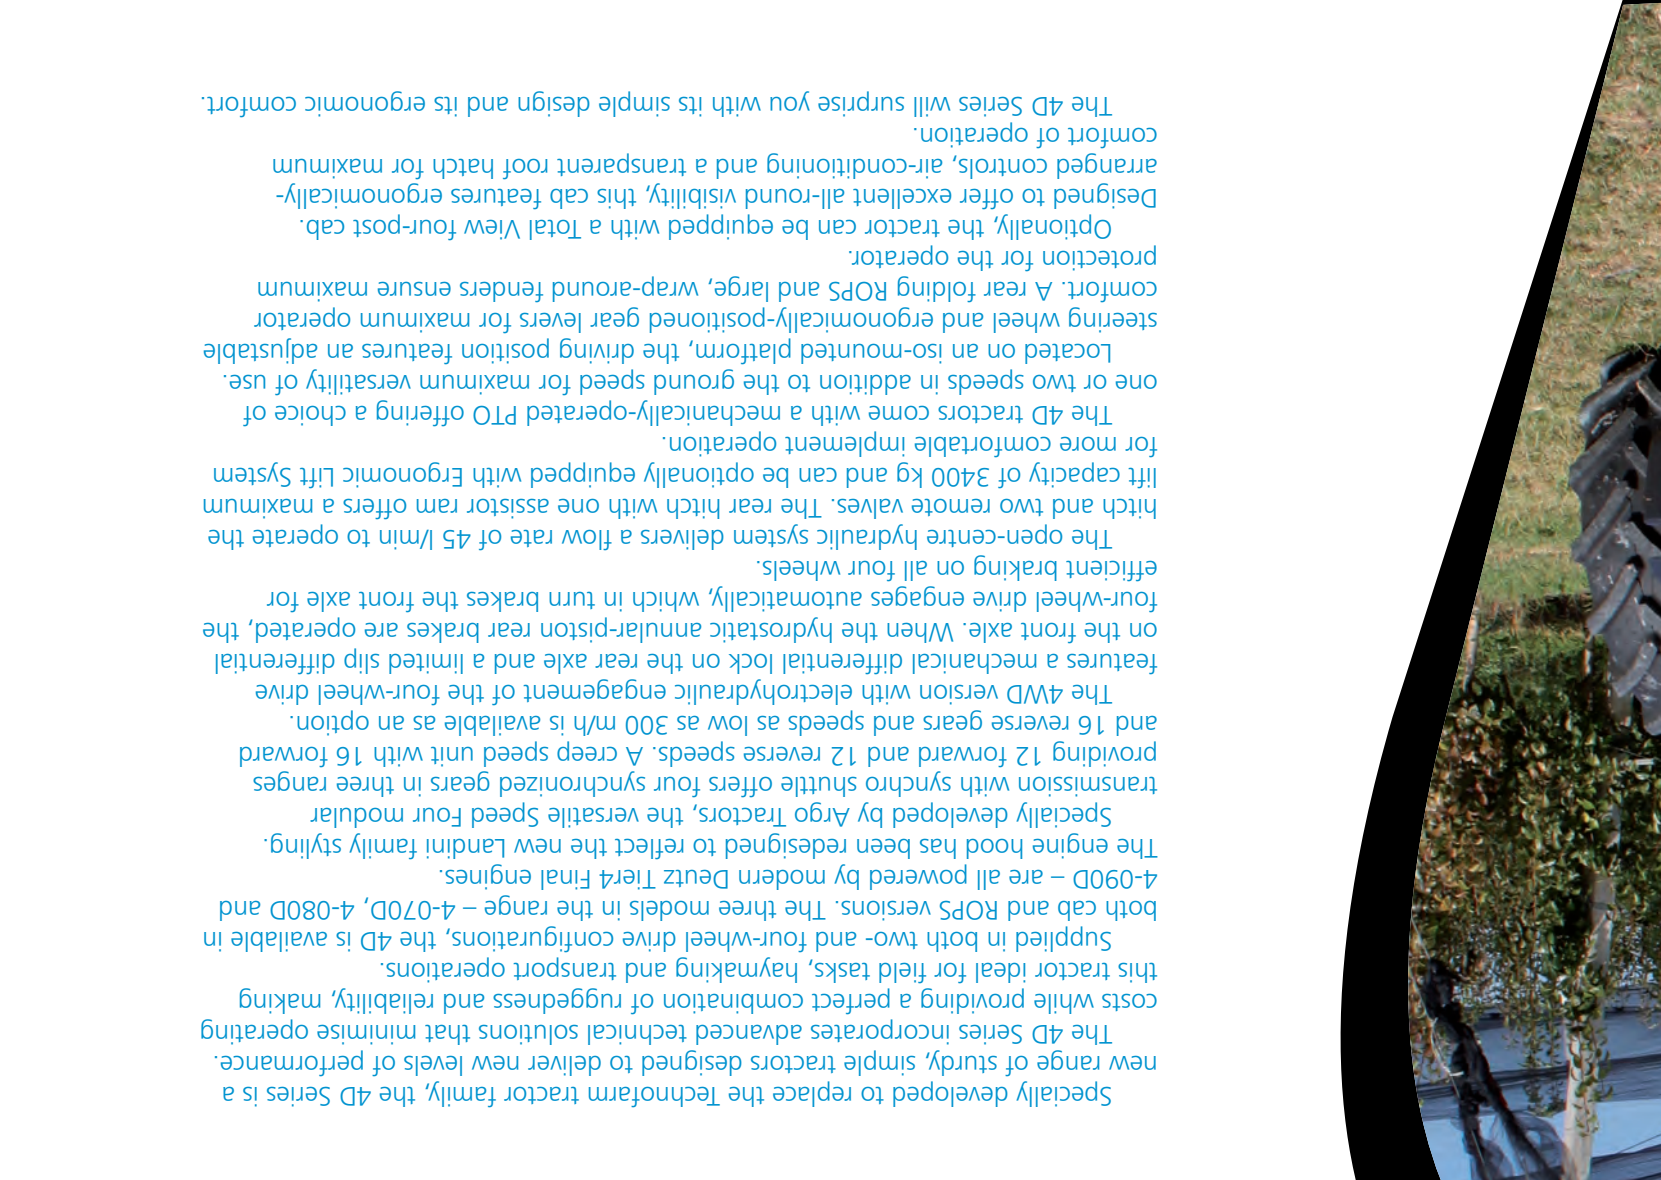 Specially developed to replace the Technofarm tractor family, the 4D Series is a
new range of sturdy, simple tractors designed to deliver new levels of performance.
The 4D Series incorporates advanced technical solutions that minimise operating
costs while providing a perfect combination of ruggedness and reliability, making
this tractor ideal for field tasks, haymaking and transport operations.
Supplied in both two- and four-wheel drive configurations, the 4D is available in
both cab and ROPS versions. The three models in the range – 4-070D, 4-080D and
4-090D – are all powered by modern Deutz Tier4 Final engines.
The engine hood has been redesigned to reflect the new Landini family styling.
Specially developed by Argo Tractors, the versatile Speed Four modular
transmission with synchro shuttle offers four synchronized gears in three ranges
providing 12 forward and 12 reverse speeds. A creep speed unit with 16 forward
and 16 reverse gears and speeds as low as 300 m/h is available as an option.
The 4WD version with electrohydraulic engagement of the four-wheel drive
features a mechanical differential lock on the rear axle and a limited slip differential
on the front axle. When the hydrostatic annular-piston rear brakes are operated, the
four-wheel drive engages automatically, which in turn brakes the front axle for
efficient braking on all four wheels.
The open-centre hydraulic system delivers a flow rate of 45 l/min to operate the
hitch and two remote valves. The rear hitch with one assistor ram offers a maximum
lift capacity of 3400 kg and can be optionally equipped with Ergonomic Lift System
for more comfortable implement operation.
The 4D tractors come with a mechanically-operated PTO offering a choice of
one or two speeds in addition to the ground speed for maximum versatility of use.
Located on an iso-mounted platform, the driving position features an adjustable
steering wheel and ergonomically-positioned gear levers for maximum operator
comfort. A rear folding ROPS and large, wrap-around fenders ensure maximum
protection for the operator.
Optionally, the tractor can be equipped with a Total View four-post cab.
Designed to offer excellent all-round visibility, this cab features ergonomically-
arranged controls, air-conditioning and a transparent roof hatch for maximum
comfort of operation.
The 4D Series will surprise you with its simple design and its ergonomic comfort.